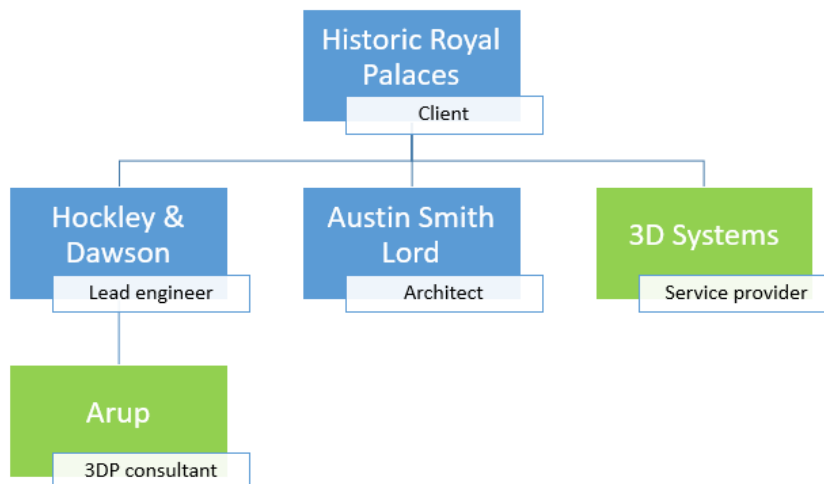 Historic Royal
Palaces
Client
Hockley &
Dawson
Lead engineer
Austin Smith
Lord
Architect
3D Systems
Service provider
Arup
3DP consultant